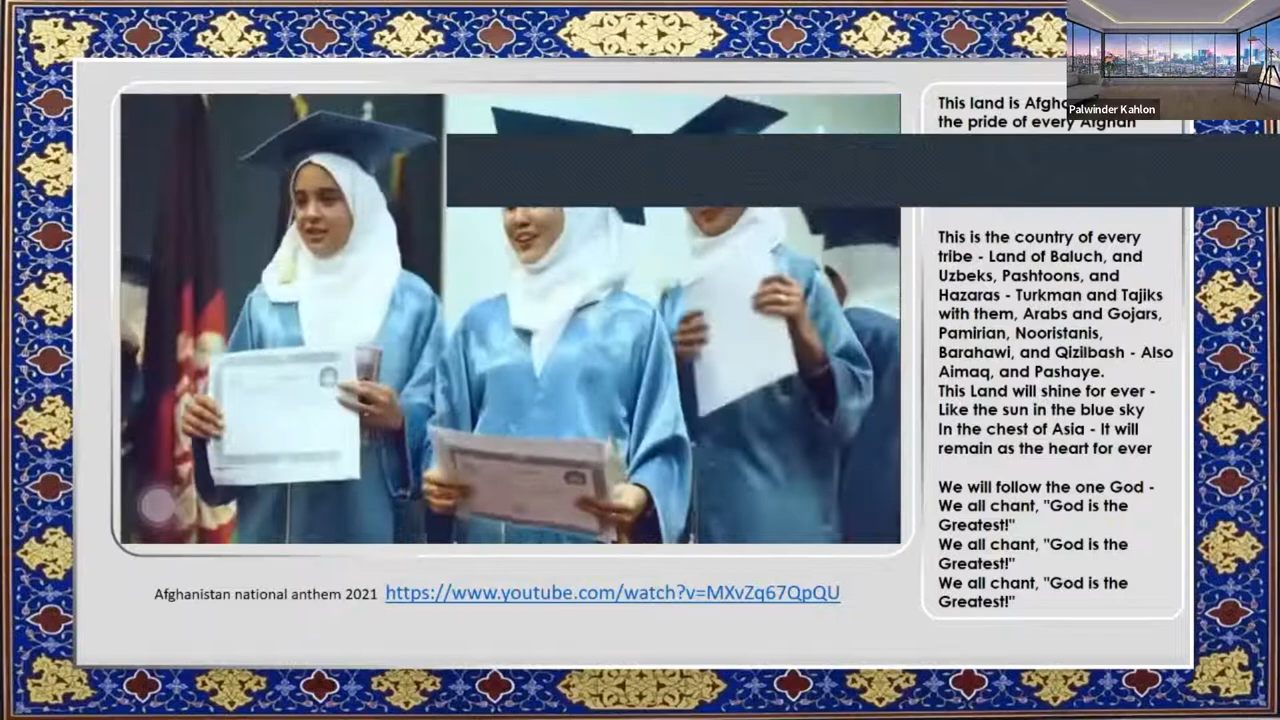 Palwinder Kahlon
This land is
the pride of every Afghan
This is the country of every
tribe - Land of Baluch, and
Uzbeks, Pashtoons, and
Hazaras - Turkman and Tajiks
with them, Arabs and Gojars,
Pamirian, Nooristanis,
Barahawi, and Qizilbash - Also
Aimaq, and Pashaye.
This Land will shine for ever -
Like the sun in the blue sky
In the chest of Asia - It will
remain as the heart for ever
We will follow the one God -
We all chant, "God is the
Greatest!"
We all chant, "God is the
Greatest!"
We all chant, "God is the
Greatest!"
Afghanistan national anthem 2021 https://www.youtube.com/watch?v=MXvZq67QpQU